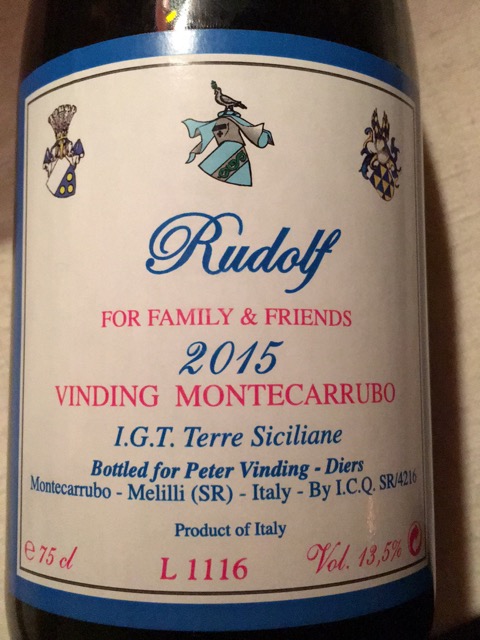 Rudolf
FOR FAMILY & FRIENDS
2015
VINDING MONTECARRUBO
I.G.T. Terre Siciliane
Bottled for Peter Vinding - Diers
Montecarrubo - Melilli (SR) - Italy - By I.C.Q. SR/4216
Product of Italy
℮ 75 cl
L 1116
Vol. 13,5%